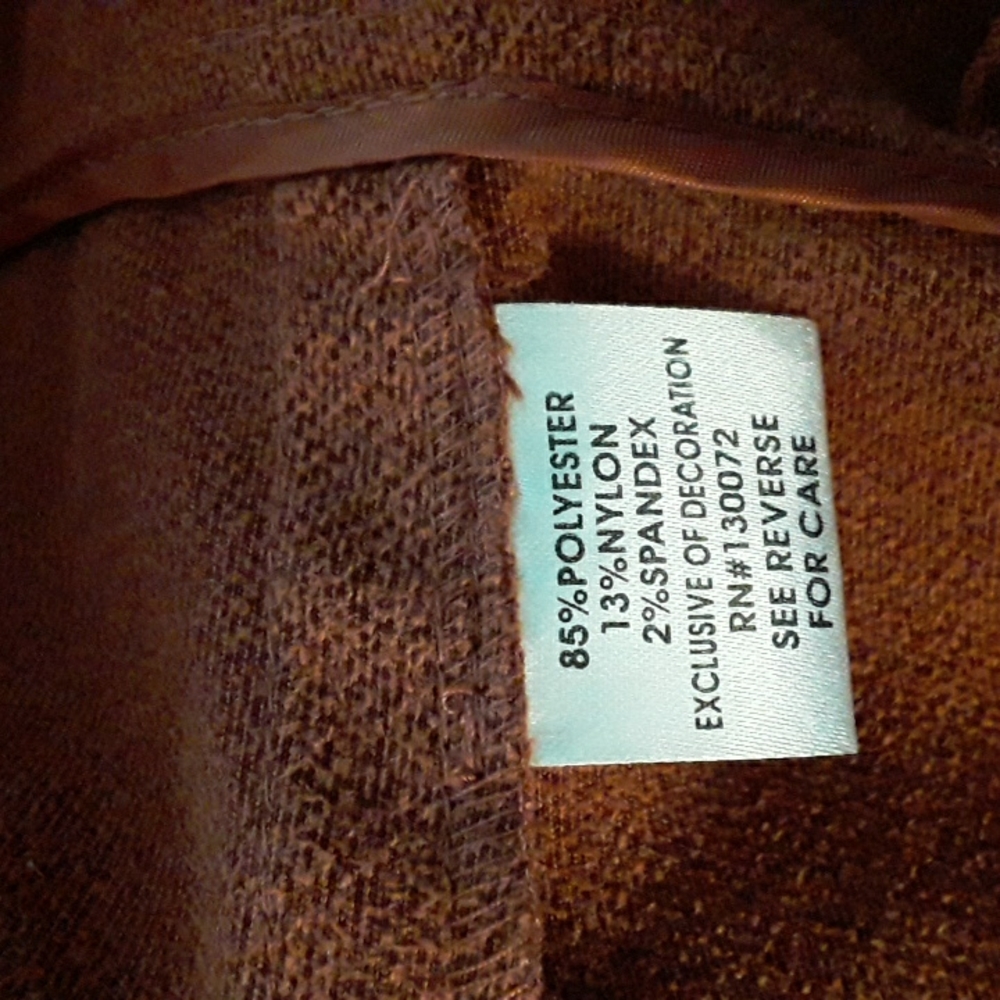 85%POLYESTER
13%NYLON
2%SPANDEX
EXCLUSIVE OF DECORATION
RN#130072
SEE REVERSE
FOR CARE